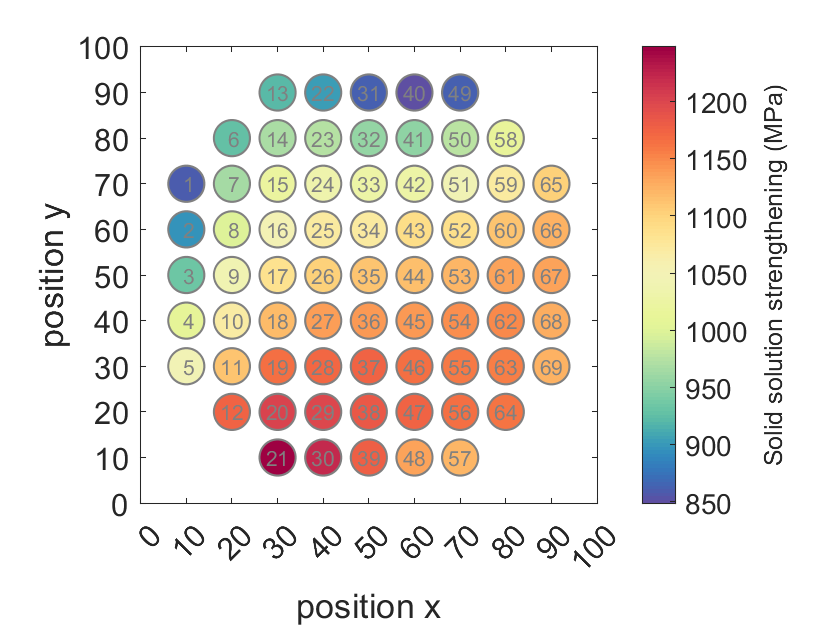 100
90
80
70
60
50
40
30
20
10
0
position y
13 22 31 40 49
6 14 23 32 41 50 58
1 7 15 24 33 42 51 59 65
2 8 16 25 34 43 52 60 66
3 9 17 26 35 44 53 61 67
4 10 18 27 36 45 54 62 68
5 11 19 28 37 46 55 63 69
12 20 29 38 47 56 64
21 30 39 48 57
0 10 20 30 40 50 60 70 80 90 100
position x
1200
1150
1100
1050
1000
950
900
850
Solid solution strengthening (MPa)